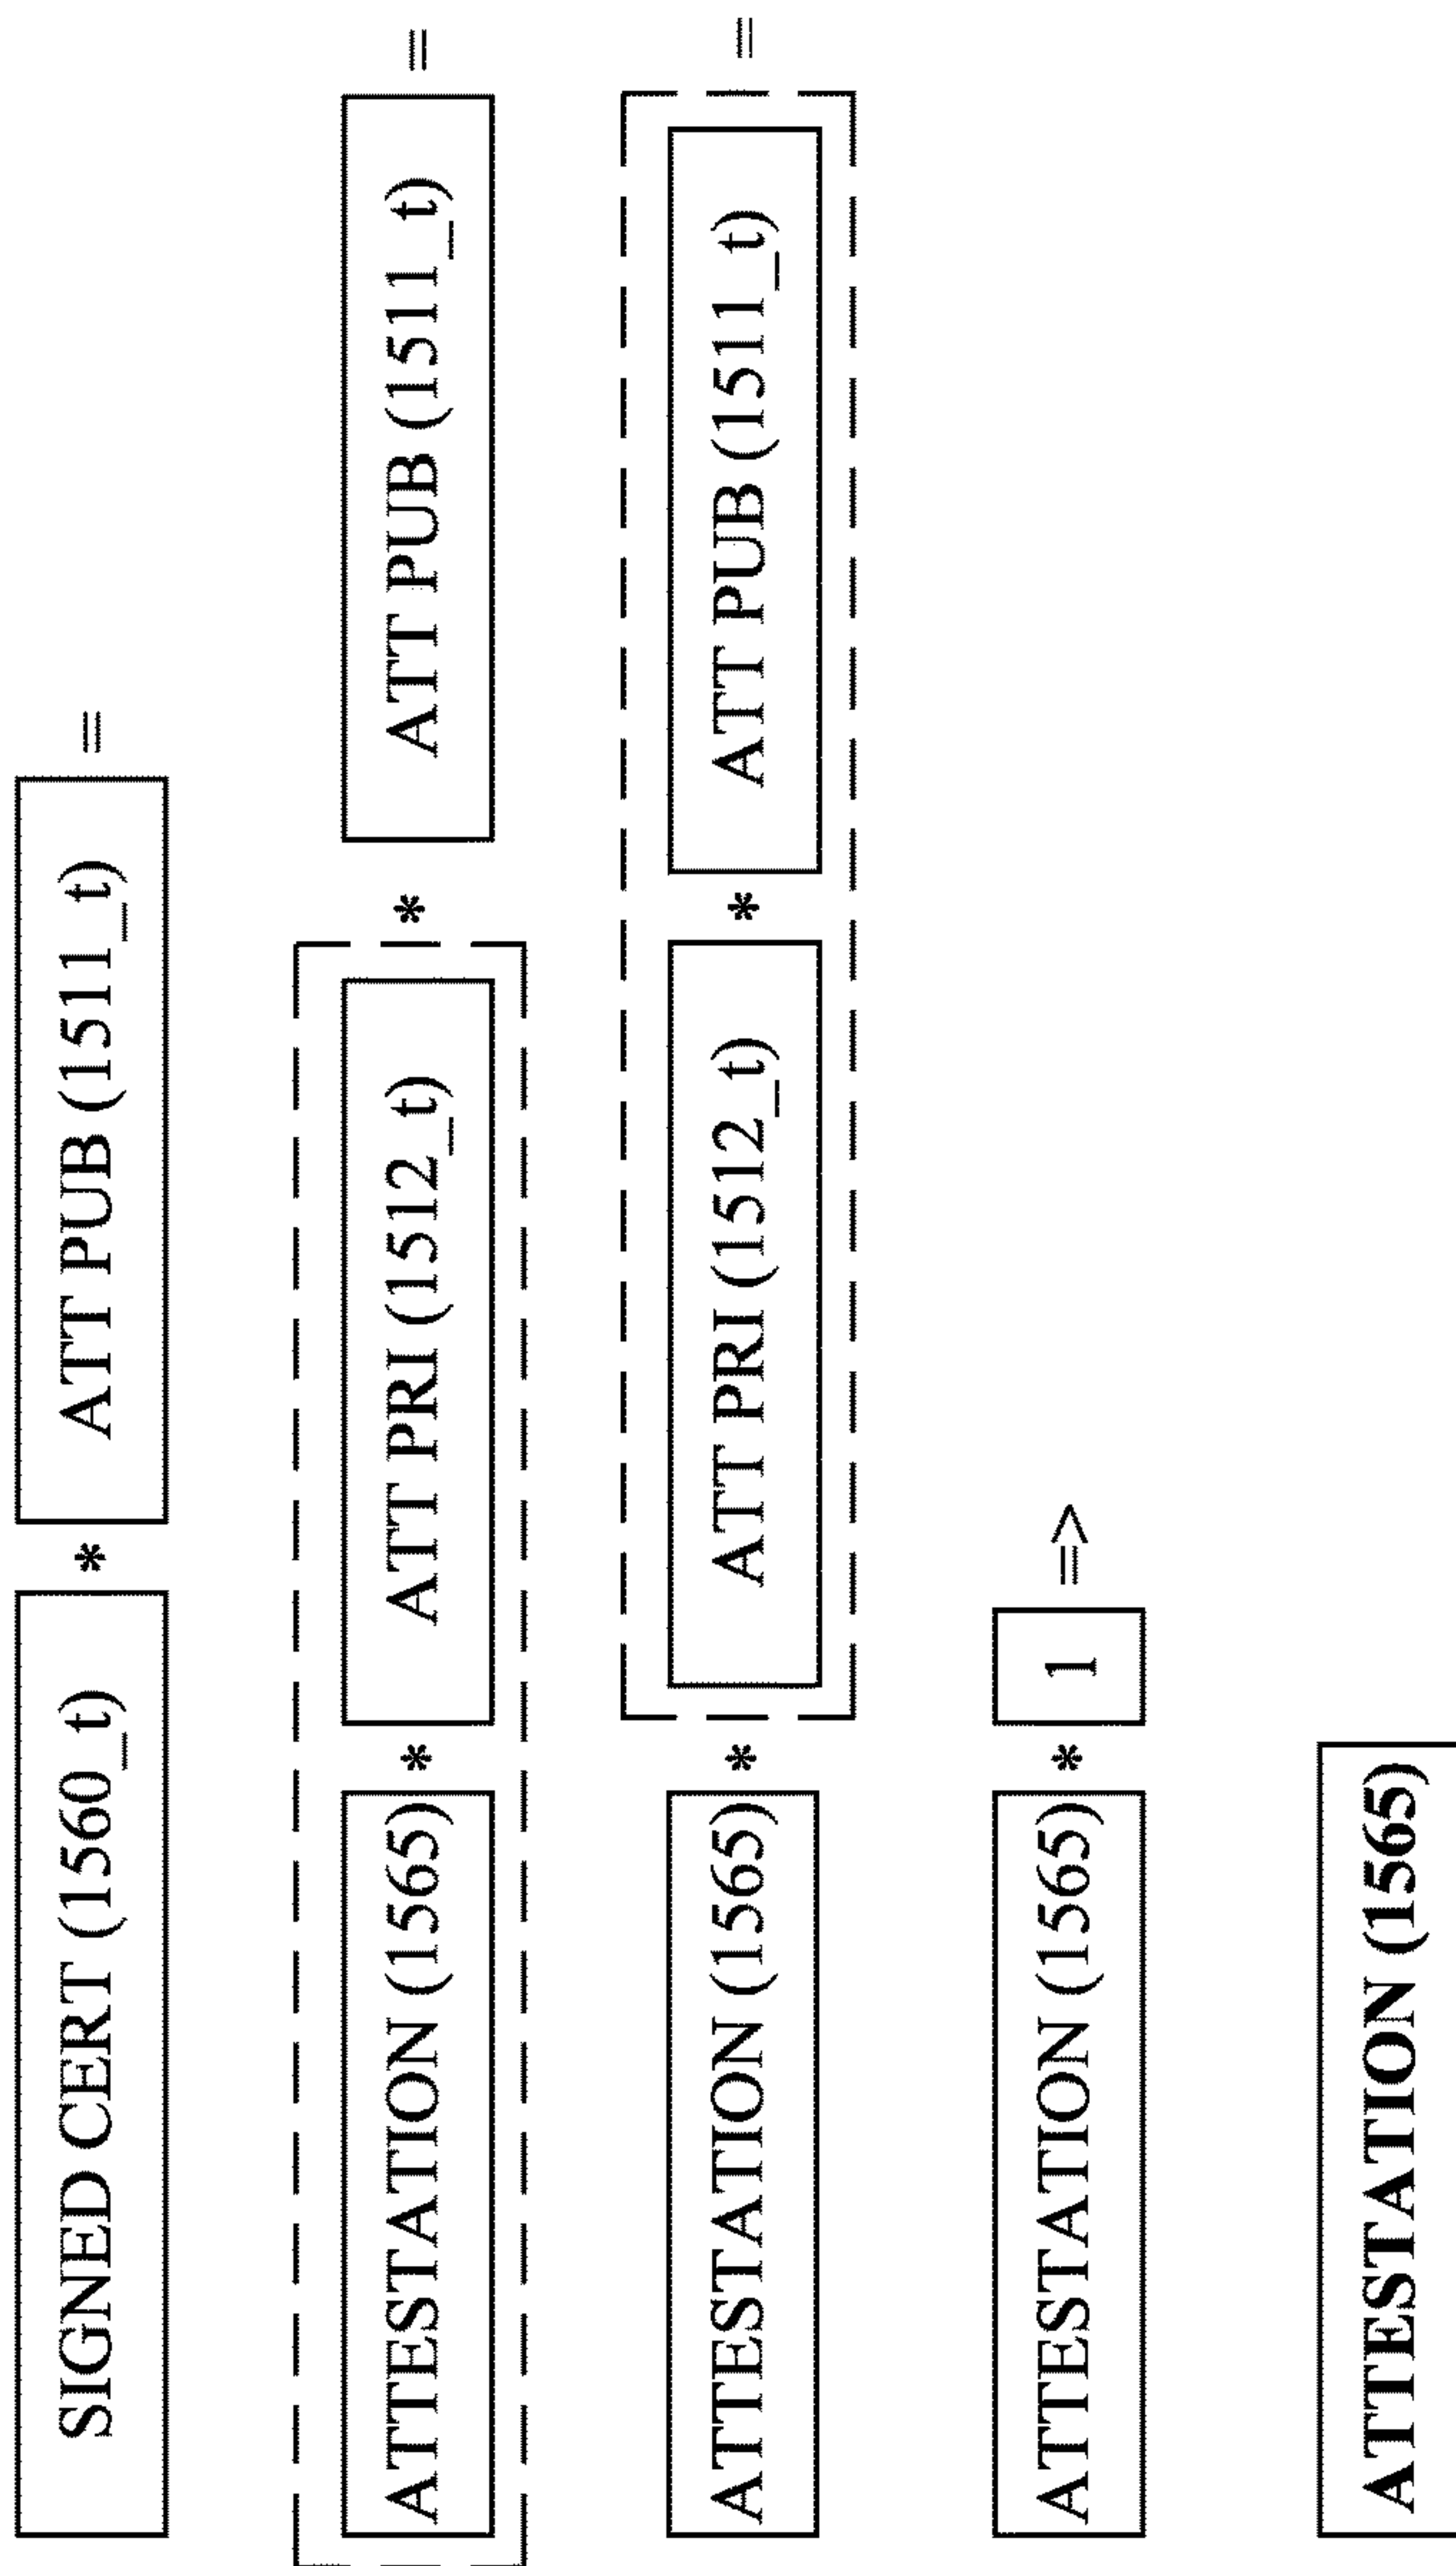 SIGNED CERT (1560_t) * ATT PUB (1511_t) =
ATTESTATION (1565) * ATT PRI (1512_t) * ATT PUB (1511_t) =
ATTESTATION (1565) * ATT PRI (1512_t) * ATT PUB (1511_t) =
ATTESTATION (1565) * 1 =>
ATTESTATION (1565)